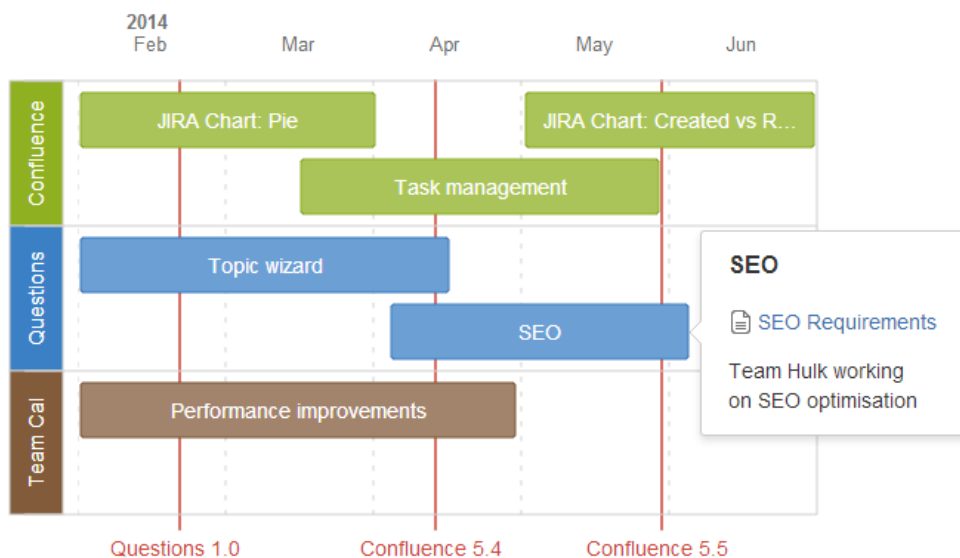 2014
Feb
Mar
Apr
May
Jun
Confluence
JIRA Chart: Pie
JIRA Chart: Created vs R...
Task management
Questions
Topic wizard
SEO
SEO
SEO Requirements
Team Hulk working
on SEO optimisation
Team Cal
Performance improvements
Questions 1.0
Confluence 5.4
Confluence 5.5